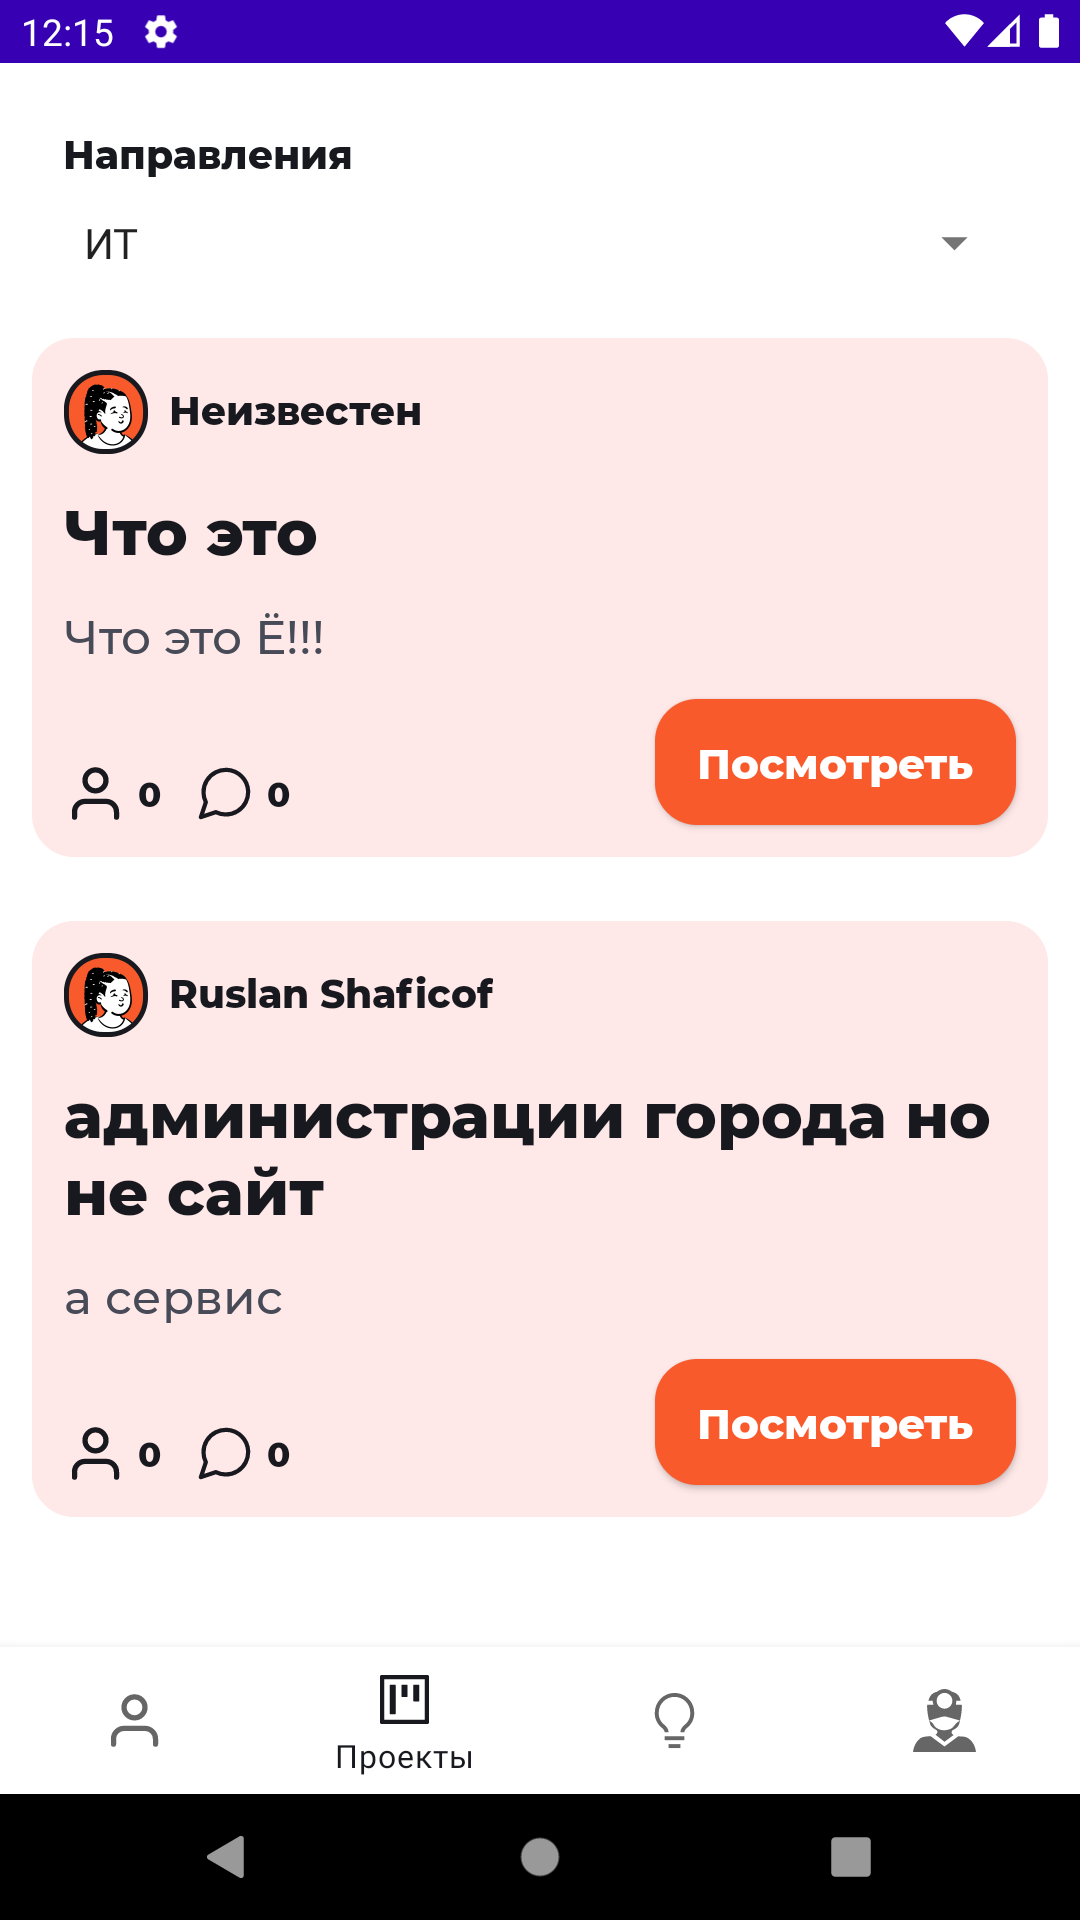 12:15
Направления
ИТ
Неизвестен
Что это
Что это Ё!!!
0 0
Посмотреть
Ruslan Shaficof
администрации города но
не сайт
а сервис
0 0
Посмотреть
Проекты